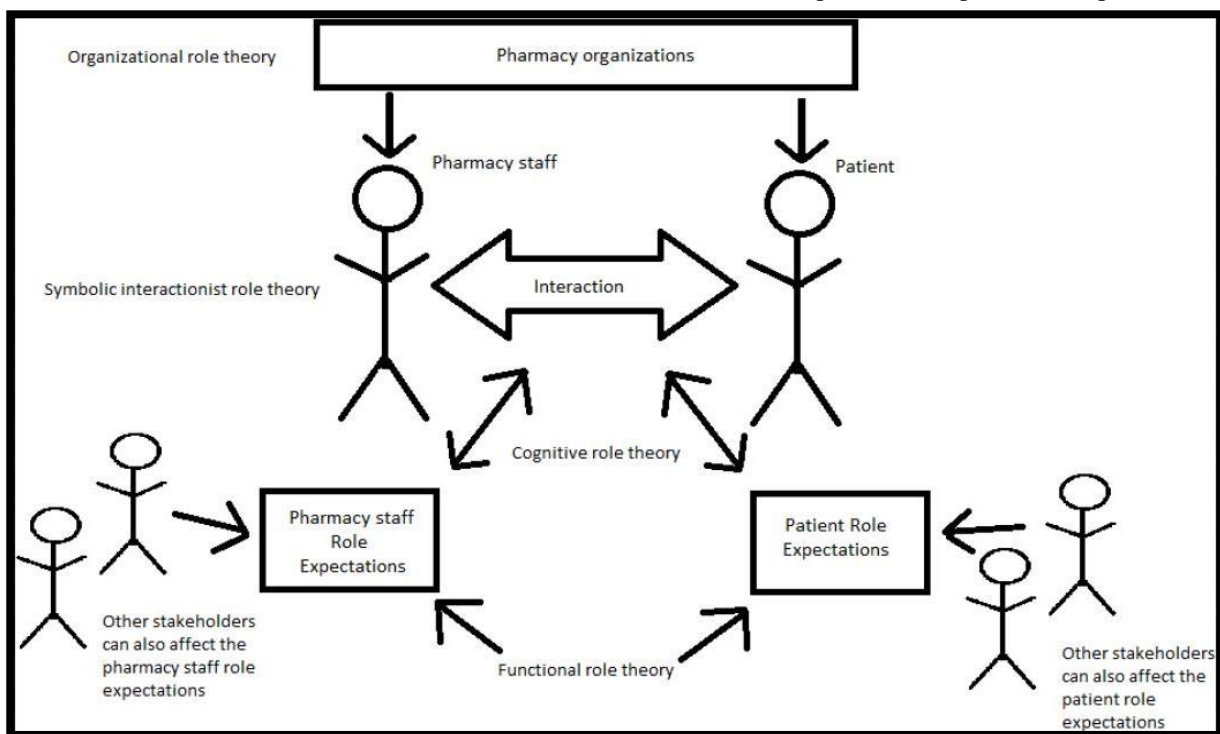 Organizational role theory
Pharmacy organizations
Pharmacy staff
Patient
Symbolic interactionist role theory
Interaction
Cognitive role theory
Pharmacy staff
Role
Expectations
Patient Role
Expectations
Other stakeholders
can also affect the
pharmacy staff role
expectations
Functional role theory
Other stakeholders
can also affect the
patient role
expectations